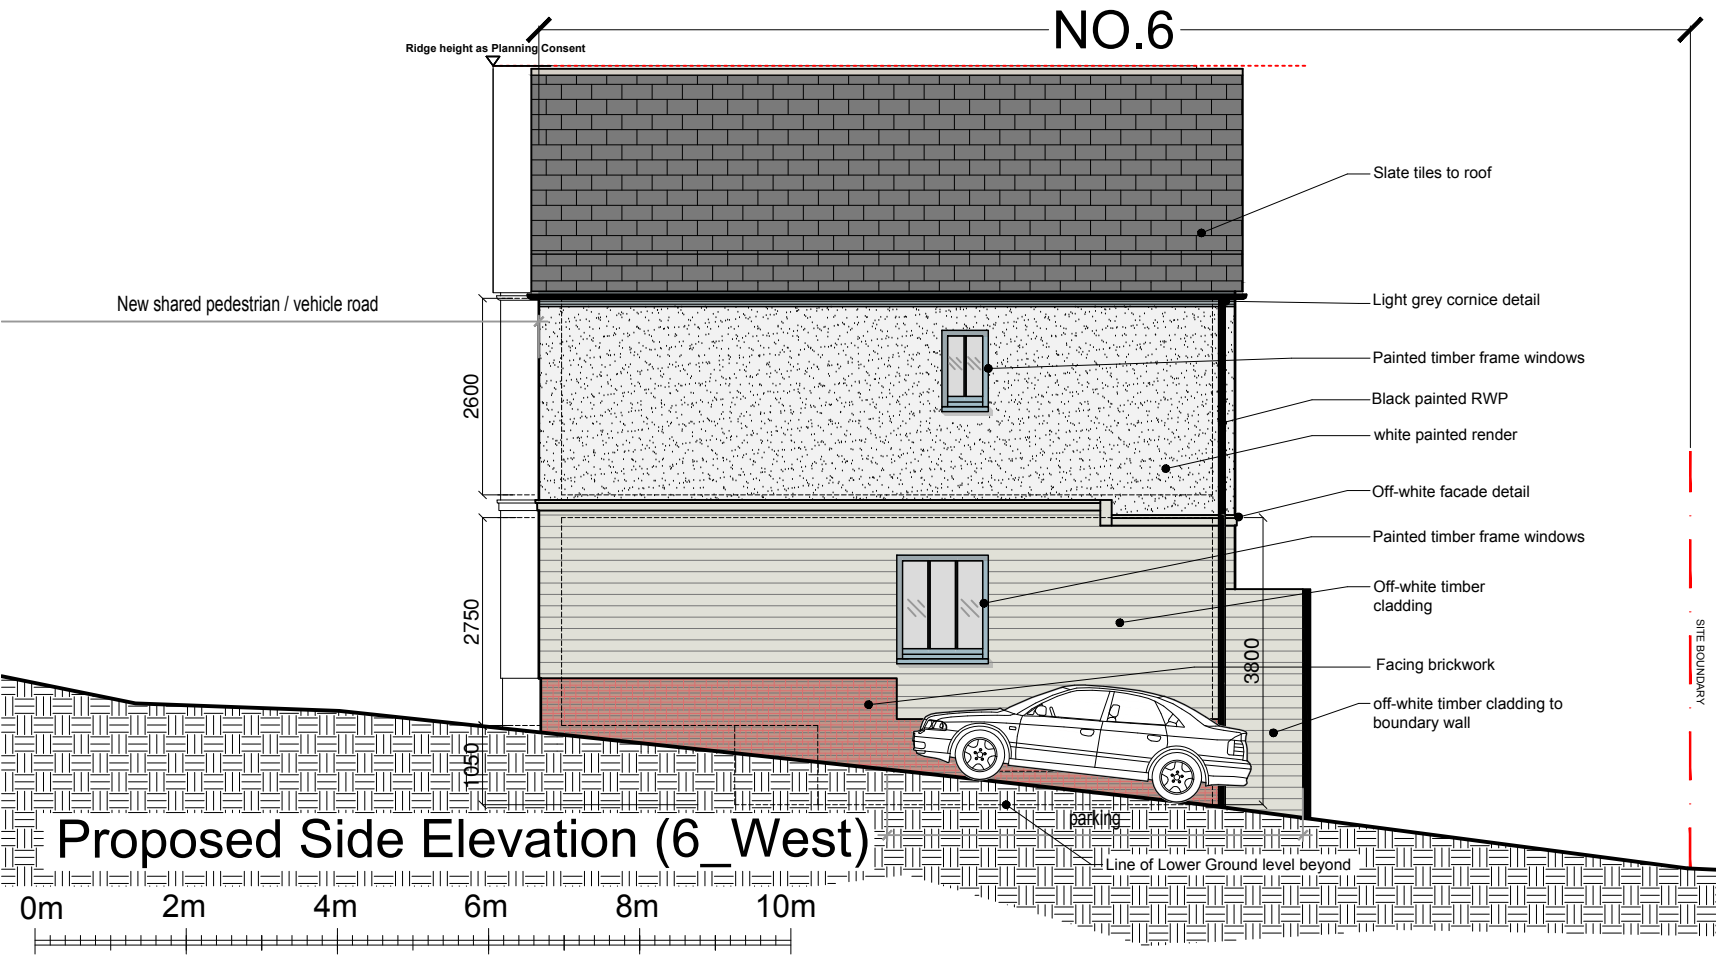 NO.6
Ridge height as Planning Consent
Slate tiles to roof
New shared pedestrian / vehicle road
Light grey cornice detail
Painted timber frame windows
2600
Black painted RWP
white painted render
Off-white facade detail
Painted timber frame windows
Off-white timber
cladding
2750
3800
SITE BOUNDARY
Facing brickwork
off-white timber cladding to
boundary wall
1050
parking
Proposed Side Elevation (6_West)
Line of Lower Ground level beyond
0m 2m 4m 6m 8m 10m